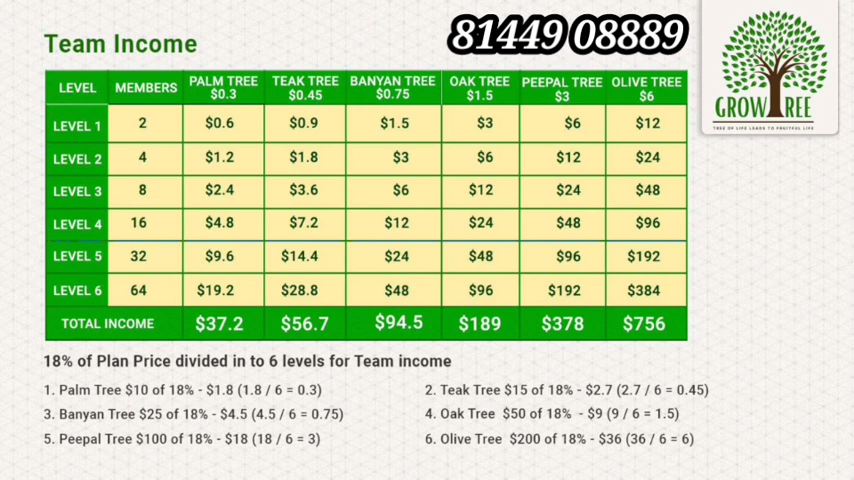 Team Income
81449 08889
GROWTREE
TREE OF LIFE LEADS TO FRUITFUL LIFE
LEVEL MEMBERS PALM TREE $0.3 TEAK TREE $0.45 BANYAN TREE $0.75 OAK TREE $1.5 PEEPAL TREE $3 OLIVE TREE $6
LEVEL 1 2 $0.6 $0.9 $1.5 $3 $6 $12
LEVEL 2 4 $1.2 $1.8 $3 $6 $12 $24
LEVEL 3 8 $2.4 $3.6 $6 $12 $24 $48
LEVEL 4 16 $4.8 $7.2 $12 $24 $48 $96
LEVEL 5 32 $9.6 $14.4 $24 $48 $96 $192
LEVEL 6 64 $19.2 $28.8 $48 $96 $192 $384
TOTAL INCOME $37.2 $56.7 $94.5 $189 $378 $756
18% of Plan Price divided in to 6 levels for Team income
1. Palm Tree $10 of 18% - $1.8 (1.8 / 6 = 0.3)
2. Teak Tree $15 of 18% - $2.7 (2.7 / 6 = 0.45)
3. Banyan Tree $25 of 18% - $4.5 (4.5 / 6 = 0.75)
4. Oak Tree $50 of 18% - $9 (9 / 6 = 1.5)
5. Peepal Tree $100 of 18% - $18 (18 / 6 = 3)
6. Olive Tree $200 of 18% - $36 (36 / 6 = 6)